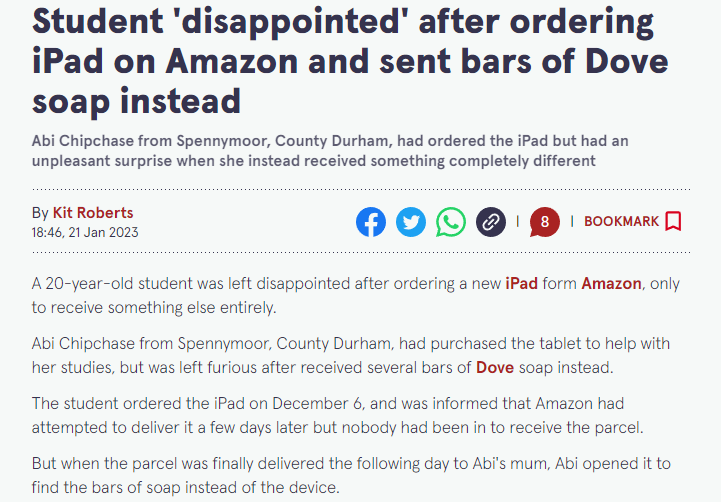 Student 'disappointed' after ordering
iPad on Amazon and sent bars of Dove
soap instead
Abi Chipchase from Spennymoor, County Durham, had ordered the iPad but had an
unpleasant surprise when she instead received something completely different
By Kit Roberts
18:46, 21 Jan 2023
8
BOOKMARK
A 20-year-old student was left disappointed after ordering a new iPad form Amazon, only
to receive something else entirely.
Abi Chipchase from Spennymoor, County Durham, had purchased the tablet to help with
her studies, but was left furious after received several bars of Dove soap instead.
The student ordered the iPad on December 6, and was informed that Amazon had
attempted to deliver it a few days later but nobody had been in to receive the parcel.
But when the parcel was finally delivered the following day to Abi's mum, Abi opened it to
find the bars of soap instead of the device.